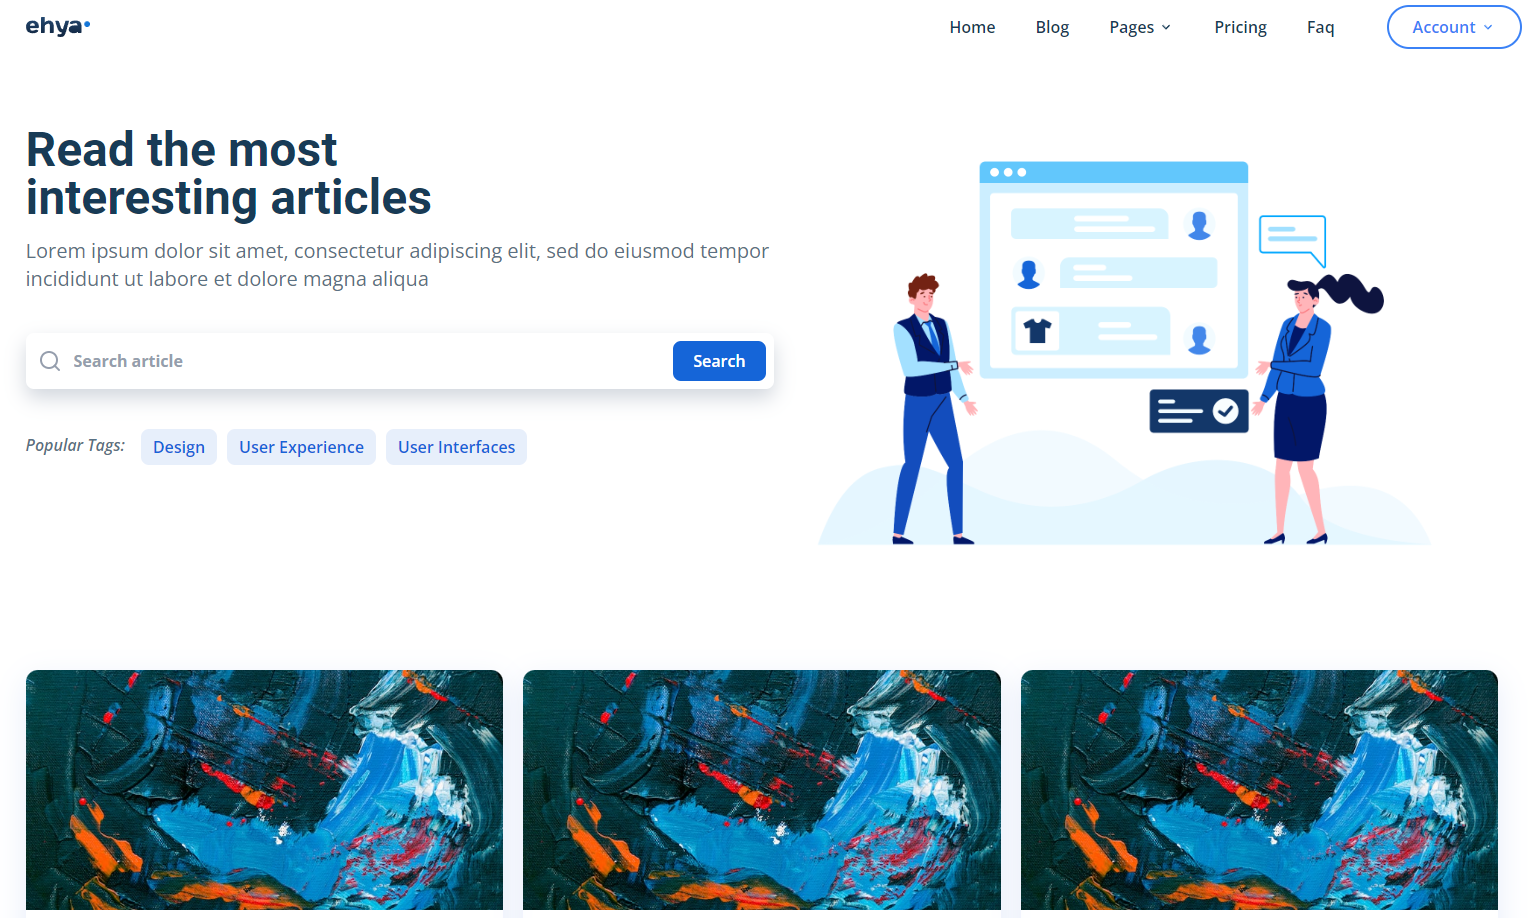 ehya
Home
Blog
Pages
Pricing
Faq
Account
Read the most
interesting articles
Lorem ipsum dolor sit amet, consectetur adipiscing elit, sed do eiusmod tempor
incididunt ut labore et dolore magna aliqua
Search article
Search
Popular Tags:
Design
User Experience
User Interfaces